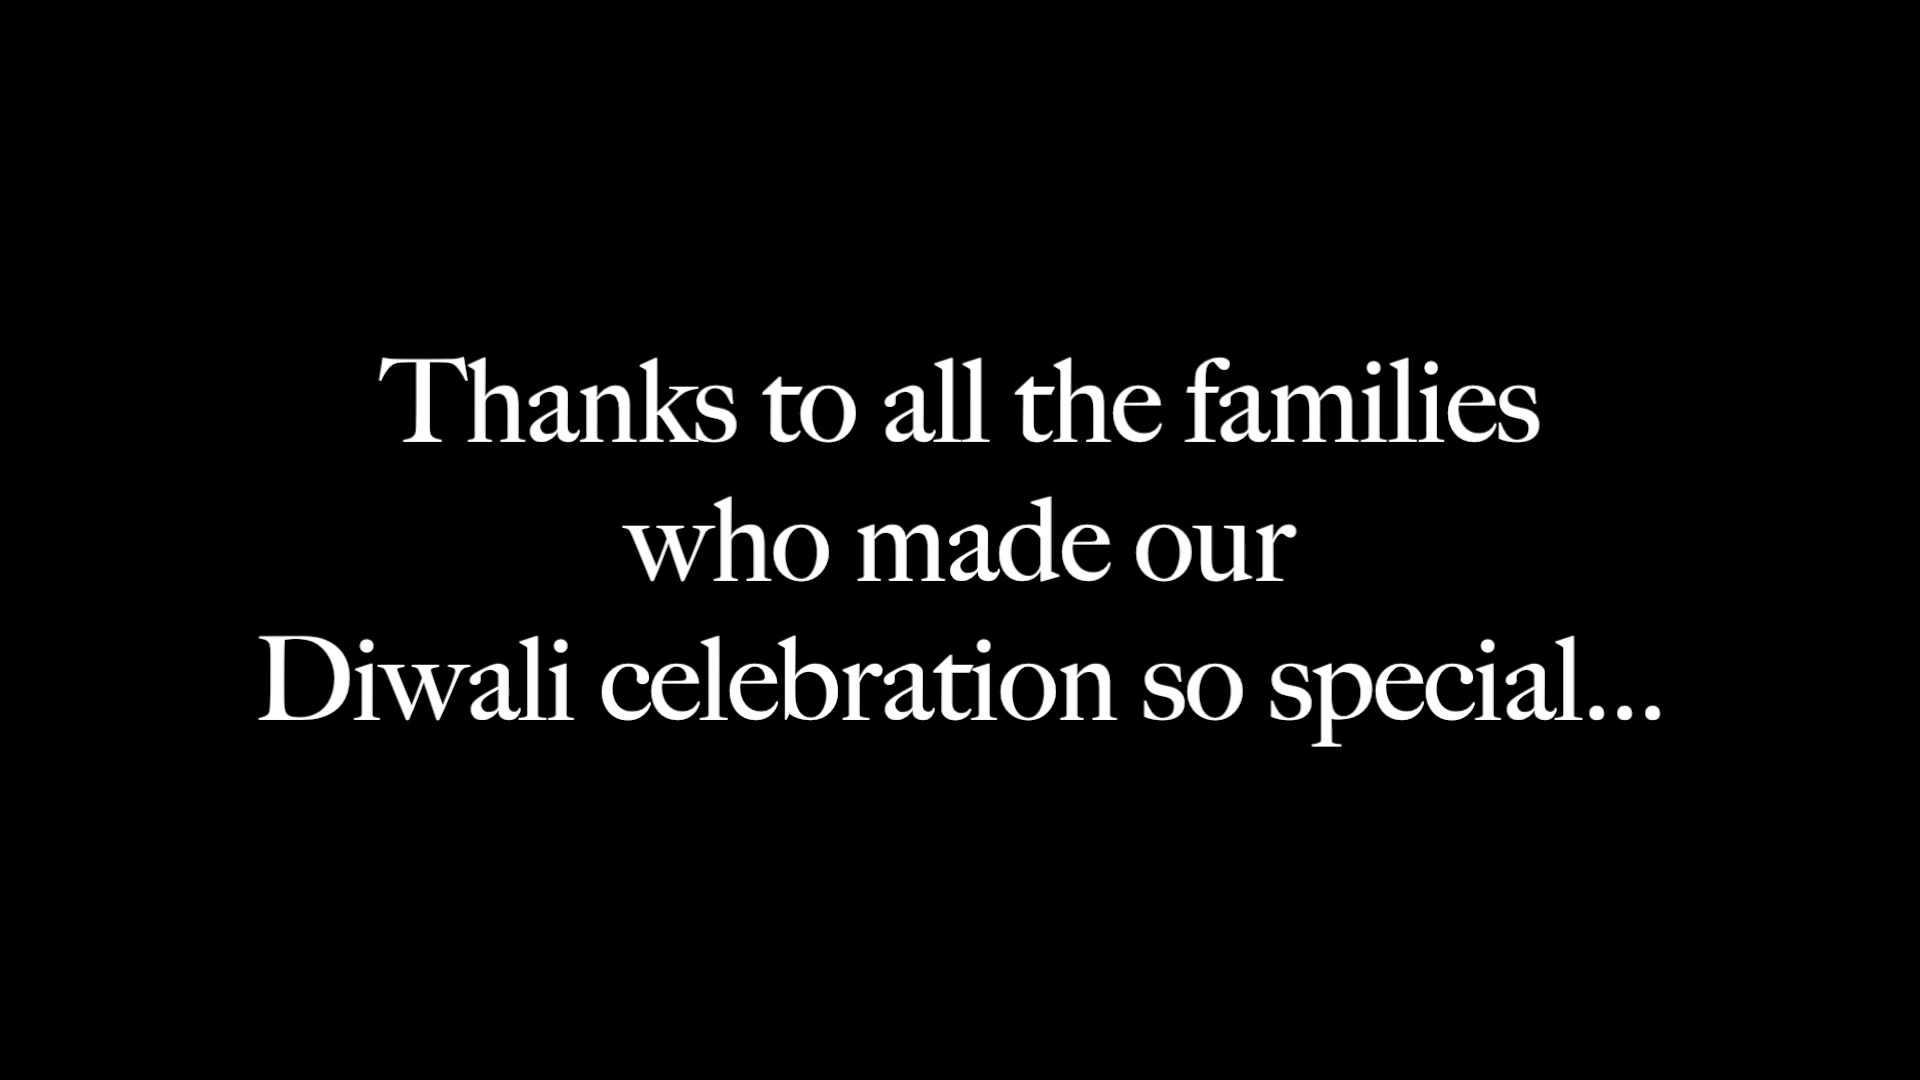 Thanks to all the families
who made our
Diwali celebration so special...